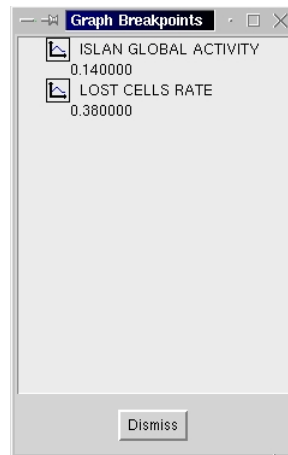 Graph Breakpoints
ISLAN GLOBAL ACTIVITY
0.140000
LOST CELLS RATE
0.380000
Dismiss